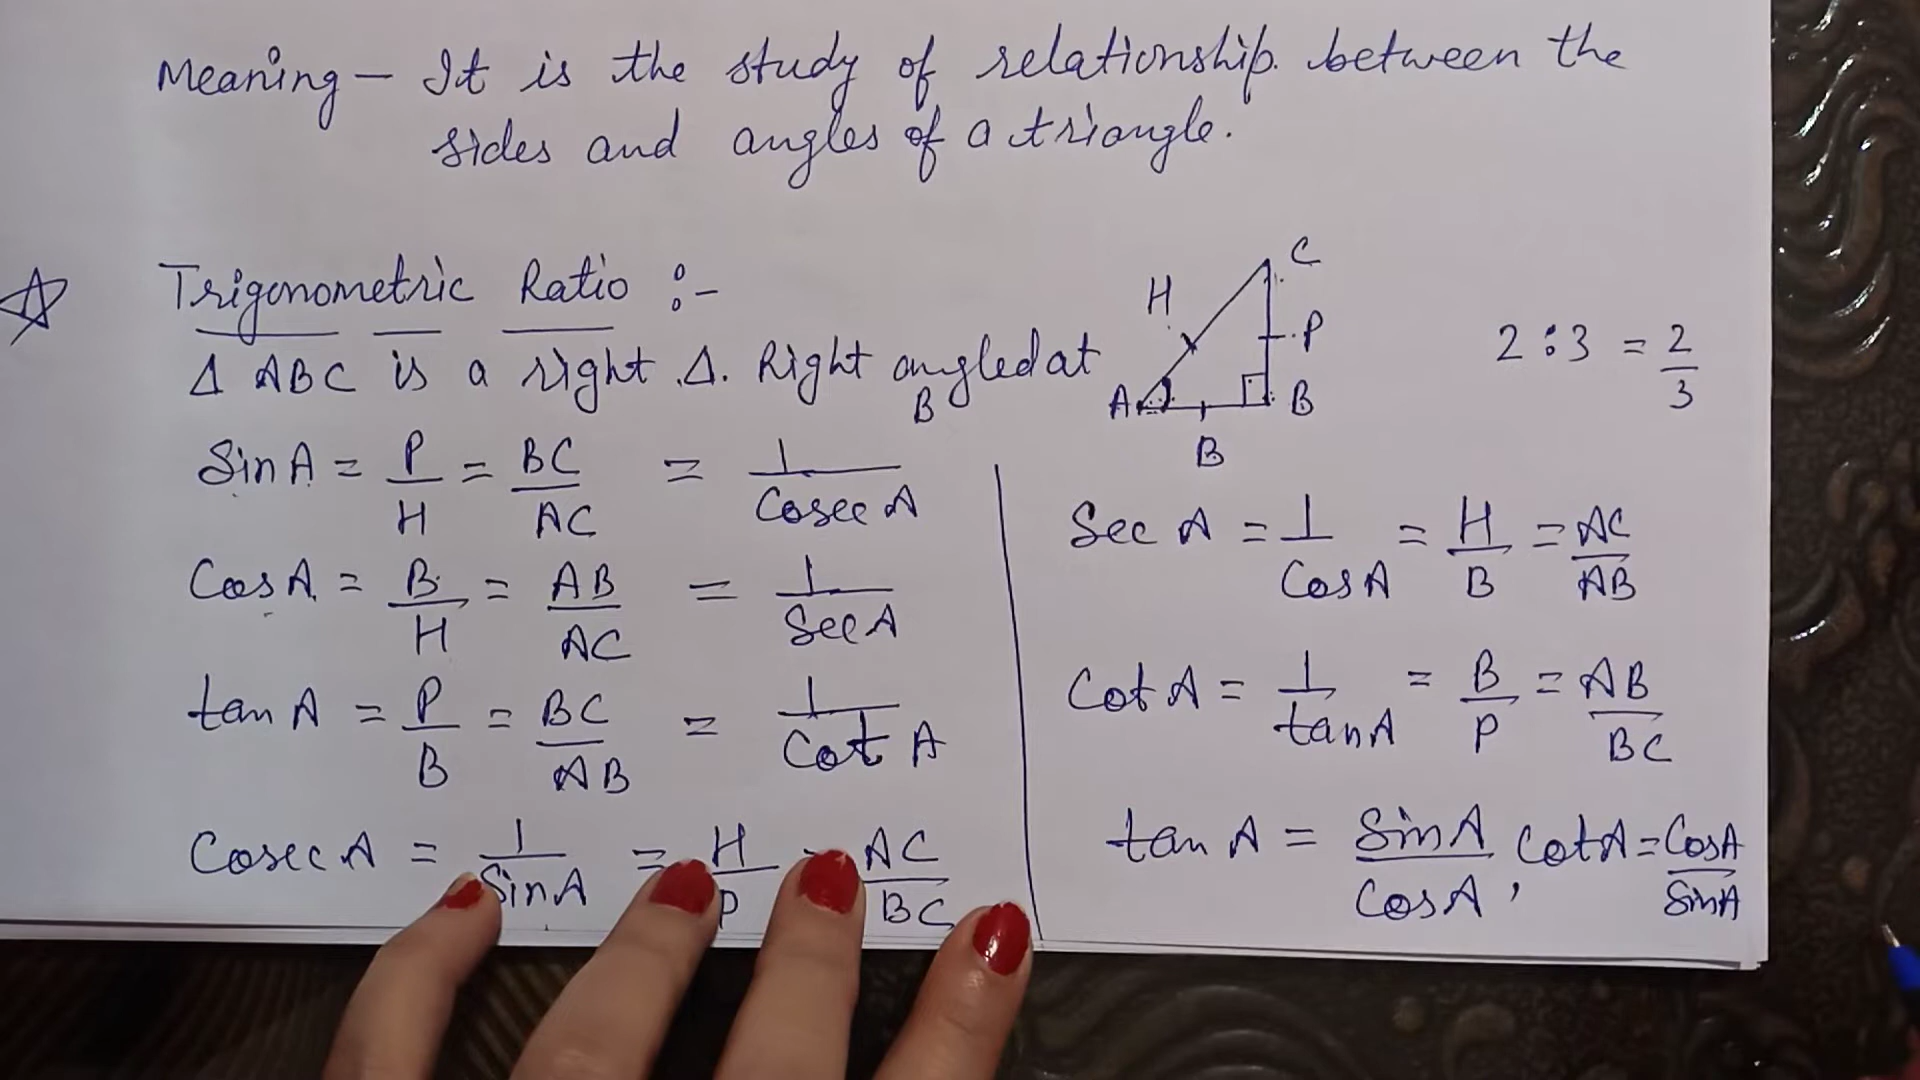 Meaning – It is the study of relationship between the
sides and angles of a triangle.
Trigonometric Ratio :-
Δ ABC is a right Δ. Right angled at
B
C
H
P
A
B
B
2 : 3 = 2/3
Sin A = P/H = BC/AC = 1/Cosec A
Cos A = B/H = AB/AC = 1/Sec A
tan A = P/B = BC/AB = 1/Cot A
Cosec A = 1/Sin A = H/P = AC/BC
Sec A = 1/Cos A = H/B = AC/AB
Cot A = 1/tan A = B/P = AB/BC
tan A = Sin A/Cos A , Cot A = Cos A/Sin A